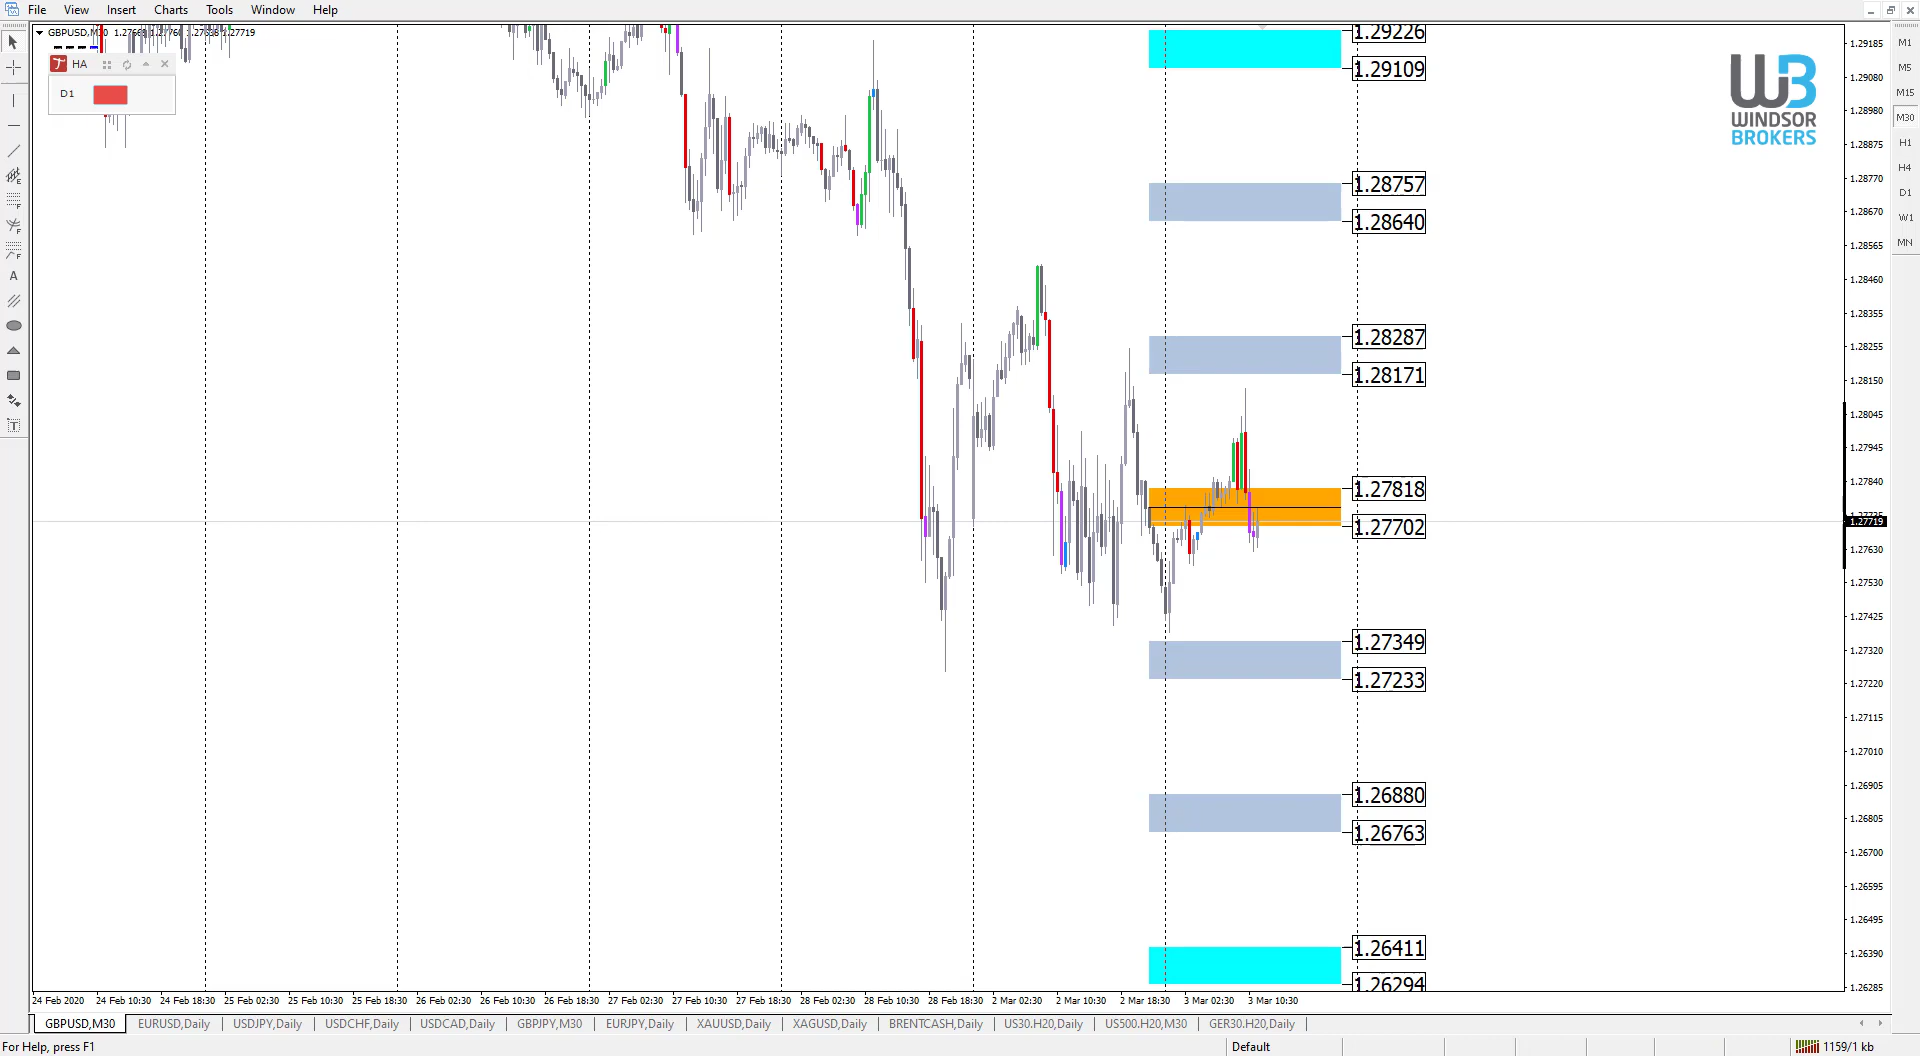 File View Insert Charts Tools Window Help
GBPUSD,M30
1.27719
HA
D1
WINDSOR
BROKERS
1.29226
1.29109
1.28757
1.28640
1.28287
1.28171
1.27818
1.27702
1.27349
1.27233
1.26880
1.26763
1.26411
1.26294
1.29185
1.29080
1.28980
1.28875
1.28770
1.28670
1.28565
1.28460
1.28355
1.28255
1.28150
1.28045
1.27945
1.27840
1.27735
1.27719
1.27630
1.27530
1.27425
1.27320
1.27220
1.27115
1.27010
1.26905
1.26805
1.26700
1.26595
1.26495
1.26390
1.26285
M1
M5
M15
M30
H1
H4
D1
W1
MN
24 Feb 2020 24 Feb 10:30 24 Feb 18:30 25 Feb 02:30 25 Feb 10:30 25 Feb 18:30 26 Feb 02:30 26 Feb 10:30 26 Feb 18:30 27 Feb 02:30 27 Feb 10:30 27 Feb 18:30 28 Feb 02:30 28 Feb 10:30 28 Feb 18:30 2 Mar 02:30 2 Mar 10:30 2 Mar 18:30 3 Mar 02:30 3 Mar 10:30
GBPUSD,M30 EURUSD,Daily USDJPY,Daily USDCHF,Daily USDCAD,Daily GBPJPY,M30 EURJPY,Daily XAUUSD,Daily XAGUSD,Daily BRENTCASH,Daily US30.H20,Daily US500.H20,M30 GER30.H20,Daily
For Help, press F1 Default 1159/1 kb